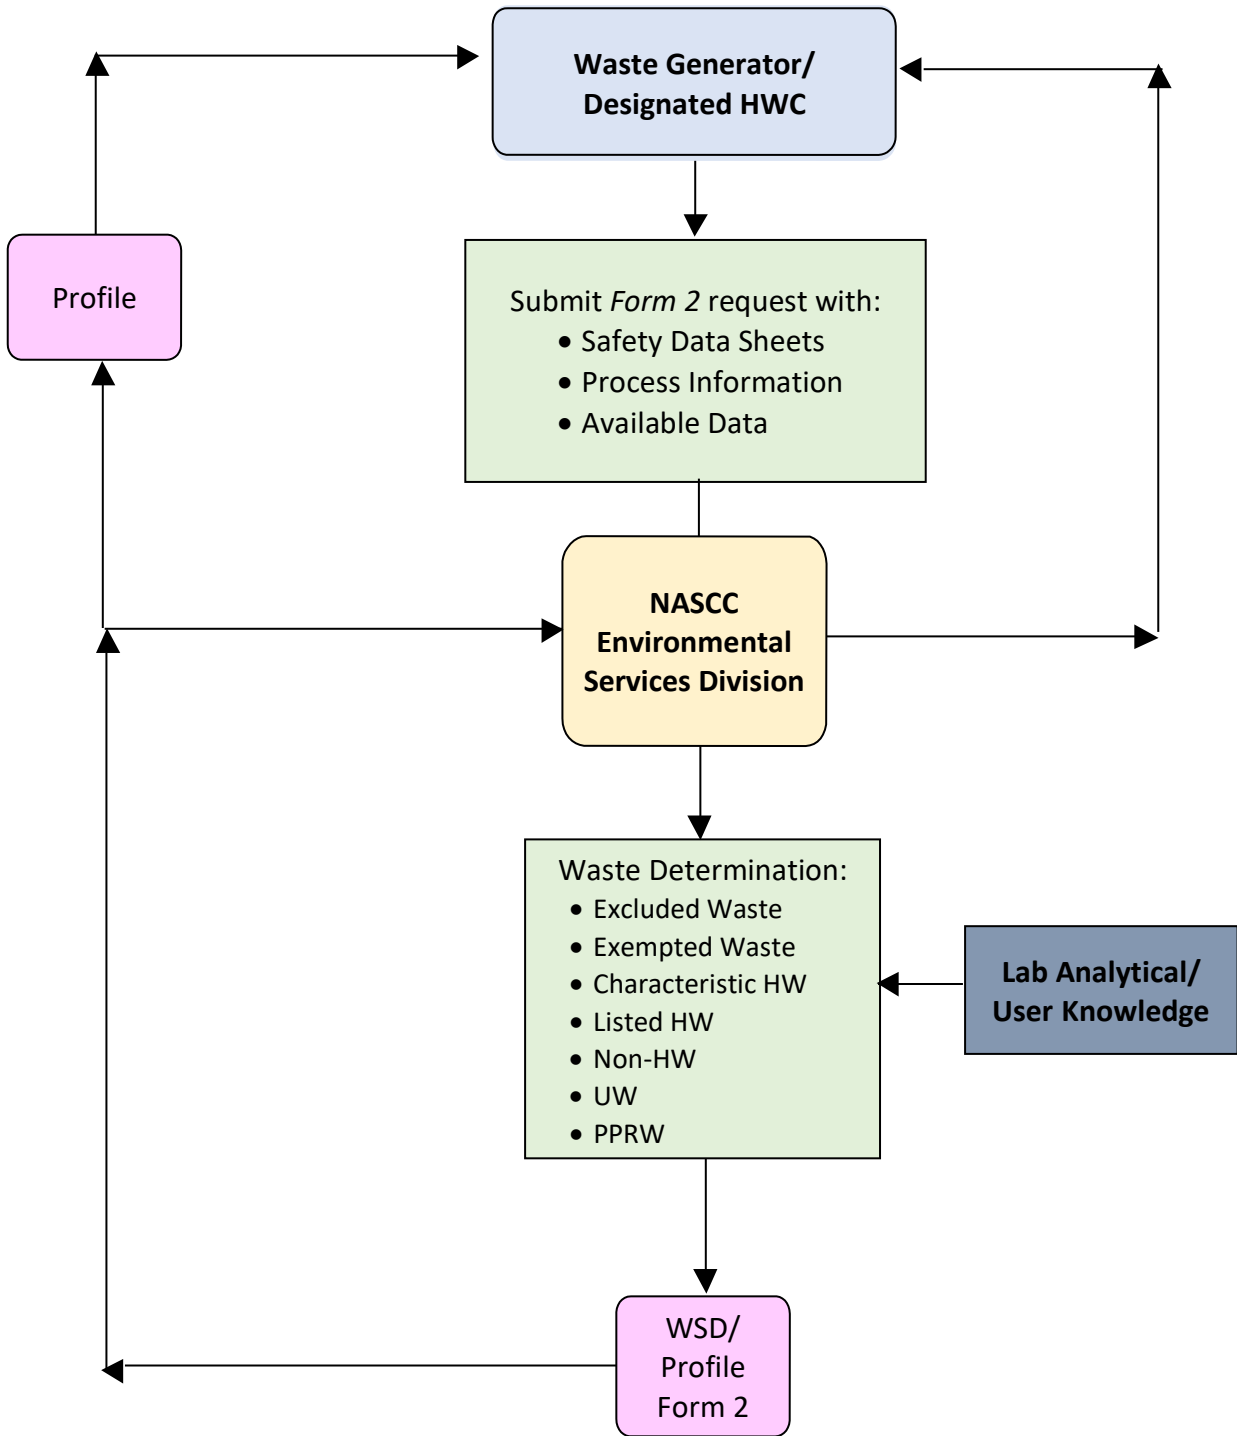 Waste Generator/
Designated HWC
Profile
Submit Form 2 request with:
• Safety Data Sheets
• Process Information
• Available Data
NASCC
Environmental
Services Division
Waste Determination:
• Excluded Waste
• Exempted Waste
• Characteristic HW
• Listed HW
• Non-HW
• UW
• PPRW
Lab Analytical/
User Knowledge
WSD/
Profile
Form 2